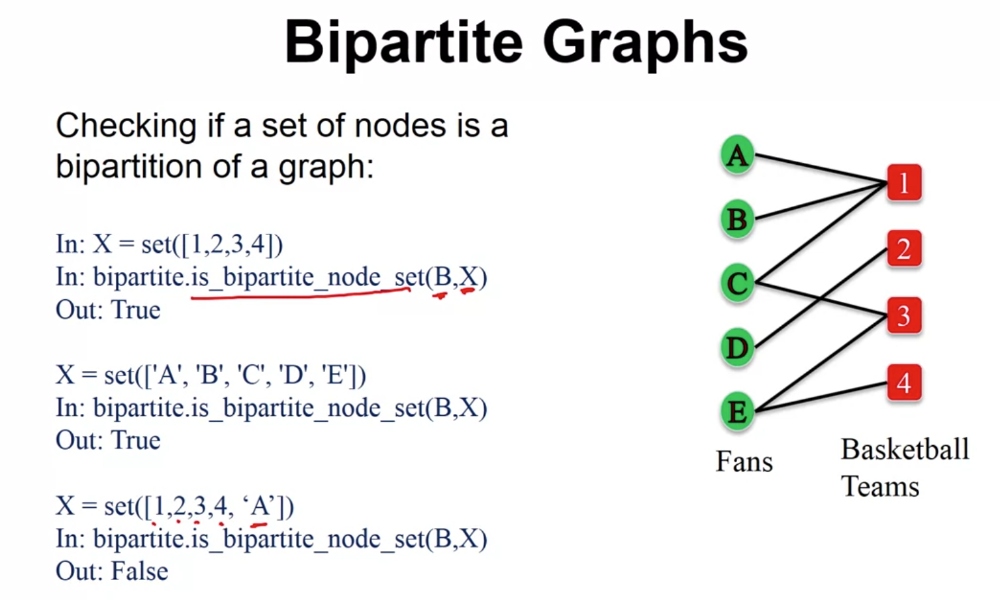 Bipartite Graphs
Checking if a set of nodes is a
bipartition of a graph:
In: X = set([1,2,3,4])
In: bipartite.is_bipartite_node_set(B,X)
Out: True
X = set(['A', 'B', 'C', 'D', 'E'])
In: bipartite.is_bipartite_node_set(B,X)
Out: True
X = set([1,2,3,4, ‘A’])
In: bipartite.is_bipartite_node_set(B,X)
Out: False
A
B
C
D
E
Fans
1
2
3
4
Basketball
Teams